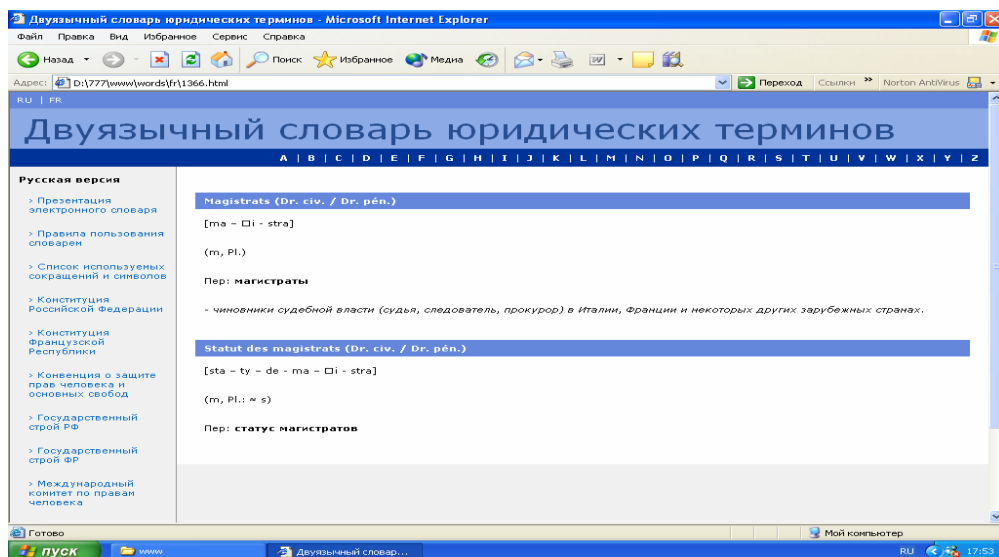 Двуязычный словарь юридических терминов - Microsoft Internet Explorer
Файл Правка Вид Избранное Сервис Справка
Назад Поиск Избранное Медиа
Адрес: D:\777\www\words\fr\1366.html Переход Ссылки » Norton AntiVirus
RU | FR
Двуязычный словарь юридических терминов
A | B | C | D | E | F | G | H | I | J | K | L | M | N | O | P | Q | R | S | T | U | V | W | X | Y | Z
Русская версия
> Презентация
электронного словаря
> Правила пользования
словарем
> Список используемых
сокращений и символов
> Конституция
Российской Федерации
> Конституция
Французской
Республики
> Конвенция о защите
прав человека и
основных свобод
> Государственный
строй РФ
> Государственный
строй ФР
> Международный
комитет по правам
человека
Magistrats (Dr. civ. / Dr. pén.)
[ma – □i - stra]
(m, Pl.)
Пер: магистраты
- чиновники судебной власти (судья, следователь, прокурор) в Италии, Франции и некоторых других зарубежных странах.
Statut des magistrats (Dr. civ. / Dr. pén.)
[sta – ty – de - ma – □i - stra]
(m, Pl.: ~ s)
Пер: статус магистратов
Готово Мой компьютер
пуск www Двуязычный словар... RU 17:53